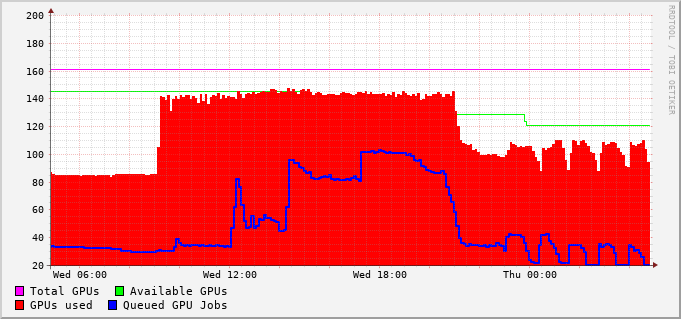 200
180
160
140
120
100
80
60
40
20
Wed 06:00 Wed 12:00 Wed 18:00 Thu 00:00
Total GPUs Available GPUs
GPUs used Queued GPU Jobs
RRDTOOL / TOBI OETIKER